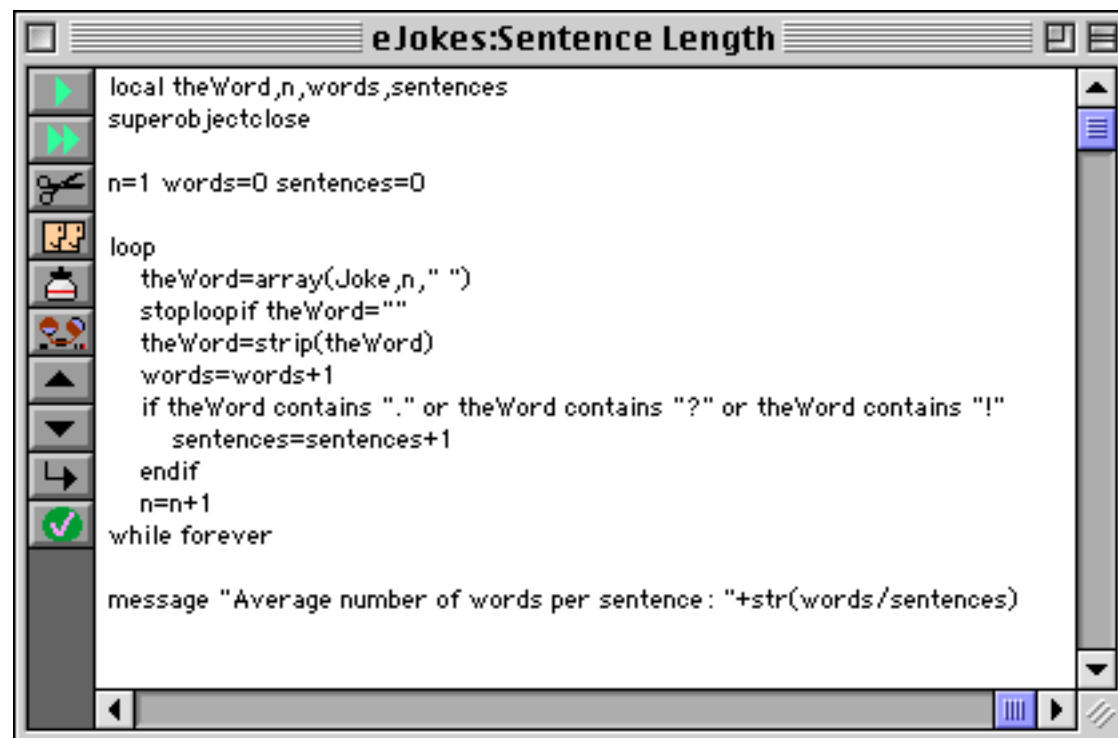 eJokes:Sentence Length
local theWord,n,words,sentences
superobjectclose
n=1 words=0 sentences=0
loop
theWord=array(Joke,n," ")
stoploopif theWord=""
theWord=strip(theWord)
words=words+1
if theWord contains "." or theWord contains "?" or theWord contains "!"
sentences=sentences+1
endif
n=n+1
while forever
message "Average number of words per sentence: "+str(words/sentences)